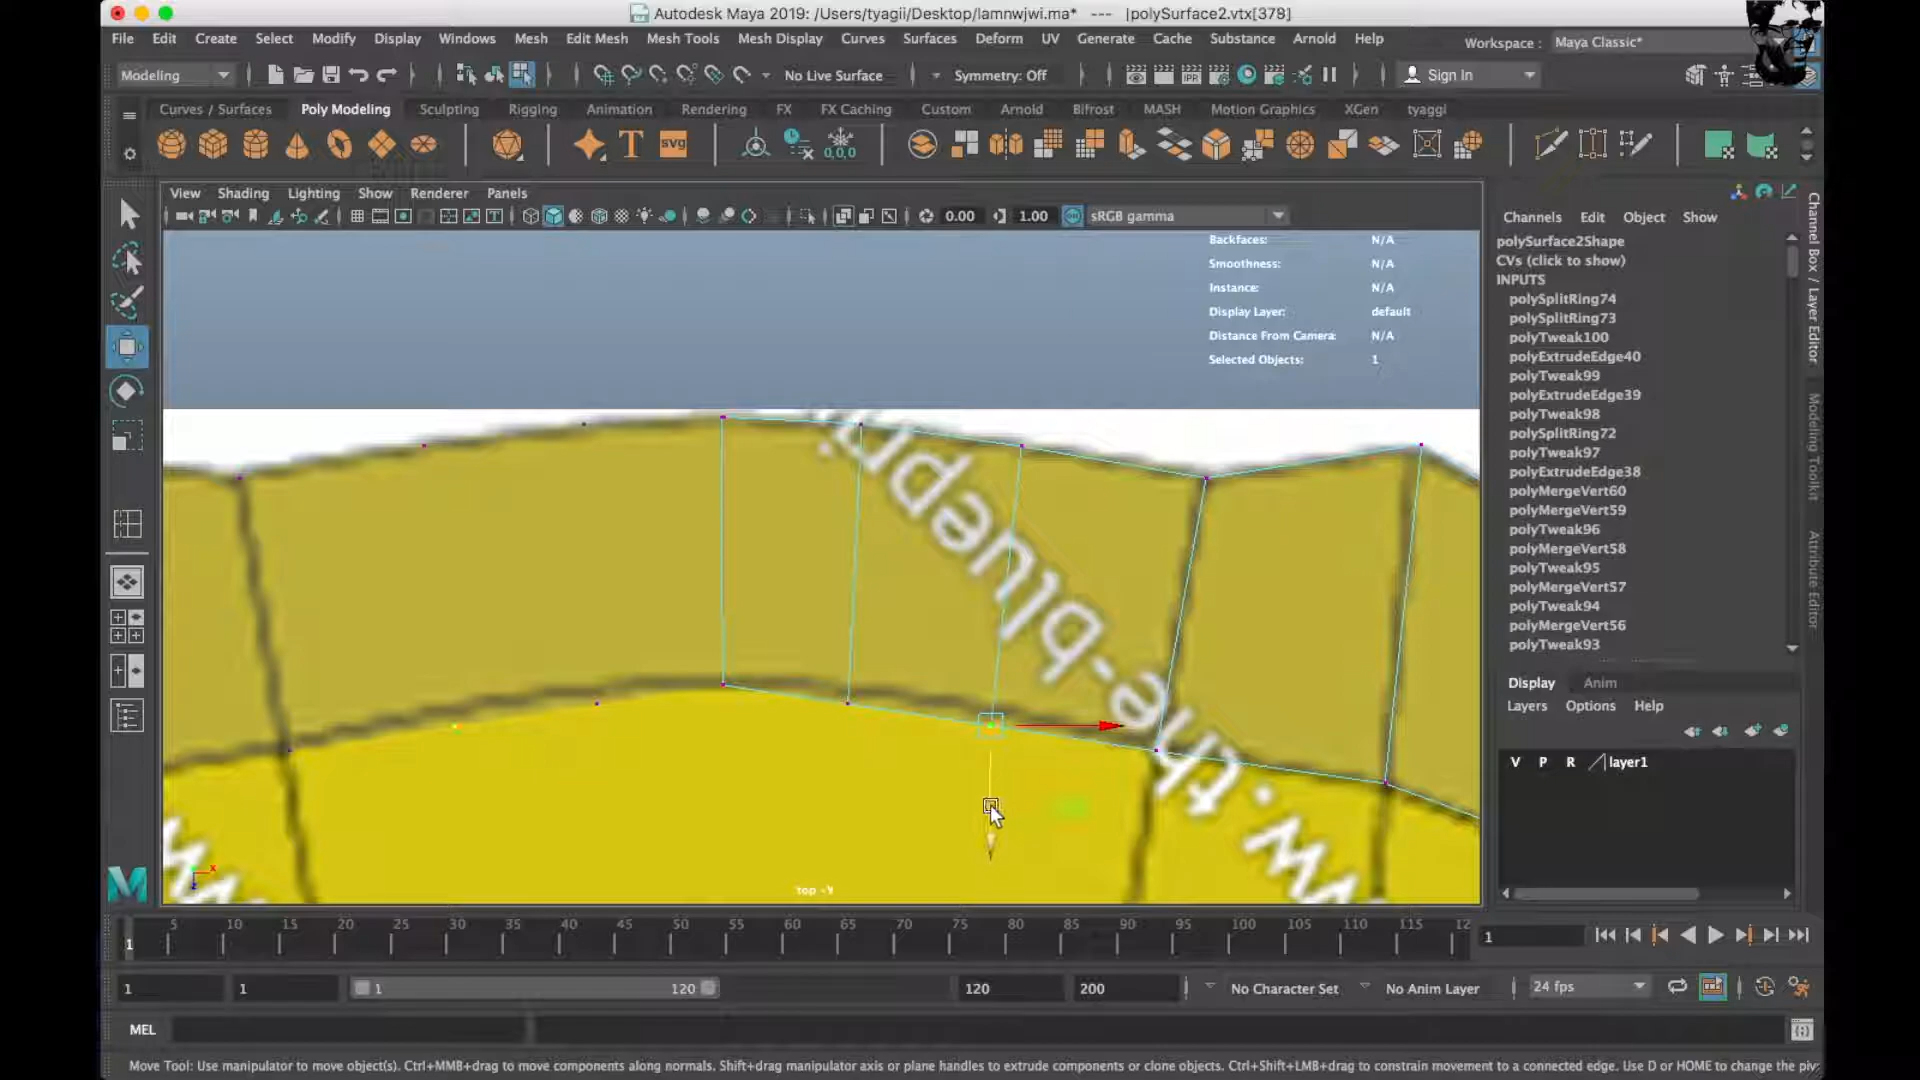 Autodesk Maya 2019: /Users/tyagii/Desktop/lamnwjwi.ma* --- |polySurface2.vtx[378]
File Edit Create Select Modify Display Windows Mesh Edit Mesh Mesh Tools Mesh Display Curves Surfaces Deform UV Generate Cache Substance Arnold Help Workspace : Maya Classic*
Modeling No Live Surface Symmetry: Off IPR Sign In
Curves / Surfaces Poly Modeling Sculpting Rigging Animation Rendering FX FX Caching Custom Arnold Bifrost MASH Motion Graphics XGen tyaggi
T svg 0,0,0
View Shading Lighting Show Renderer Panels
0.00 1.00 sRGB gamma
Backfaces: N/A
Smoothness: N/A
Instance: N/A
Display Layer: default
Distance From Camera: N/A
Selected Objects: 1
w.the-bluepri
top -Y
Channels Edit Object Show
polySurface2Shape
CVs (click to show)
INPUTS
polySplitRing74
polySplitRing73
polyTweak100
polyExtrudeEdge40
polyTweak99
polyExtrudeEdge39
polyTweak98
polySplitRing72
polyTweak97
polyExtrudeEdge38
polyMergeVert60
polyMergeVert59
polyTweak96
polyMergeVert58
polyTweak95
polyMergeVert57
polyTweak94
polyMergeVert56
polyTweak93
Display Anim
Layers Options Help
V P R layer1
Channel Box / Layer Editor
Modeling Toolkit
Attribute Editor
5 10 15 20 25 30 35 40 45 50 55 60 65 70 75 80 85 90 95 100 105 110 115 12
1 1
1 1 1 120 120 200 No Character Set No Anim Layer 24 fps
MEL
Move Tool: Use manipulator to move object(s). Ctrl+MMB+drag to move components along normals. Shift+drag manipulator axis or plane handles to extrude components or clone objects. Ctrl+Shift+LMB+drag to constrain movement to a connected edge. Use D or HOME to change the piv